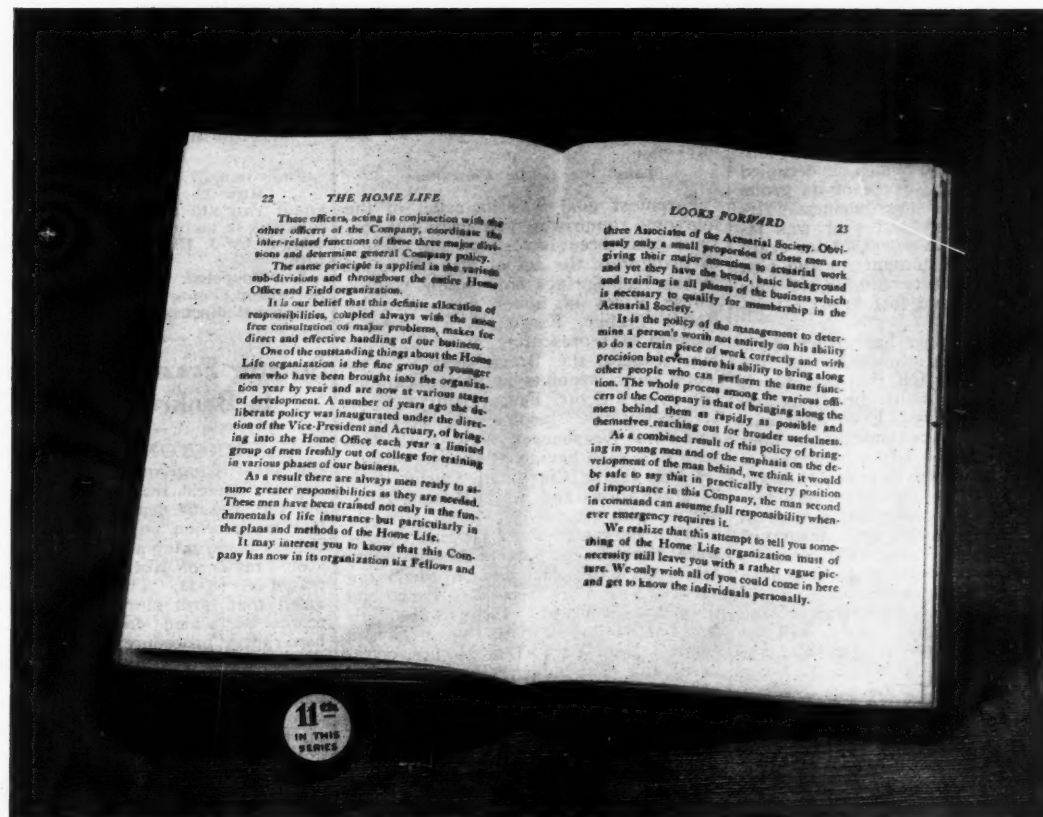 22 THE HOME LIFE
These officers, acting in conjunction with the
other officers of the Company, coordinate the
inter-related functions of these three major divi-
sions and determine general Company policy.
The same principle is applied in the various
sub-divisions and throughout the entire Home
Office and Field organization.
It is our belief that this definite allocation of
responsibilities, coupled always with the most
free consultation on major problems, makes for
direct and effective handling of our business.
One of the outstanding things about the Home
Life organization is the fine group of younger
men who have been brought into the organiza-
tion year by year and are now at various stages
of development. A number of years ago the de-
liberate policy was inaugurated under the direc-
tion of the Vice-President and Actuary, of bring-
ing into the Home Office each year a limited
group of men freshly out of college for training
in various phases of our business.
As a result there are always men ready to as-
sume greater responsibilities as they are needed.
These men have been trained not only in the fun-
damentals of life insurance but particularly in
the plans and methods of the Home Life.
It may interest you to know that this Com-
pany has now in its organization six Fellows and
LOOKS FORWARD 23
three Associates of the Actuarial Society. Obvi-
ously only a small proportion of these men are
giving their major attention to actuarial work
and yet they have the broad, basic background
and training in all phases of the business which
is necessary to qualify for membership in the
Actuarial Society.
It is the policy of the management to deter-
mine a person's worth not entirely on his ability
to do a certain piece of work correctly and with
precision but even more his ability to bring along
other people who can perform the same func-
tion. The whole process among the various offi-
cers of the Company is that of bringing along the
men behind them as rapidly as possible and
themselves reaching out for broader usefulness.
As a combined result of this policy of bring-
ing in young men and of the emphasis on the de-
velopment of the man behind, we think it would
be safe to say that in practically every position
of importance in this Company, the man second
in command can assume full responsibility when-
ever emergency requires it.
We realize that this attempt to tell you some-
thing of the Home Life organization must of
necessity still leave you with a rather vague pic-
ture. We only wish all of you could come in here
and get to know the individuals personally.
11th
IN THIS
SERIES